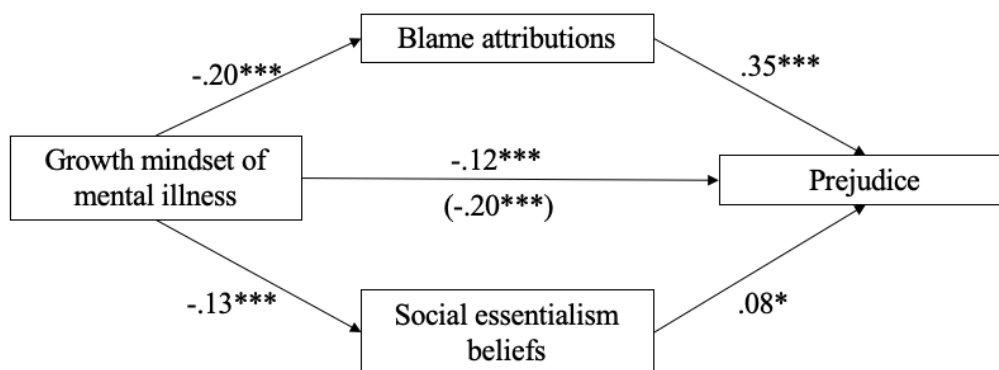 Blame attributions
-.20***
.35***
Growth mindset of
mental illness
-.12***
(-.20***)
Prejudice
-.13***
.08*
Social essentialism
beliefs